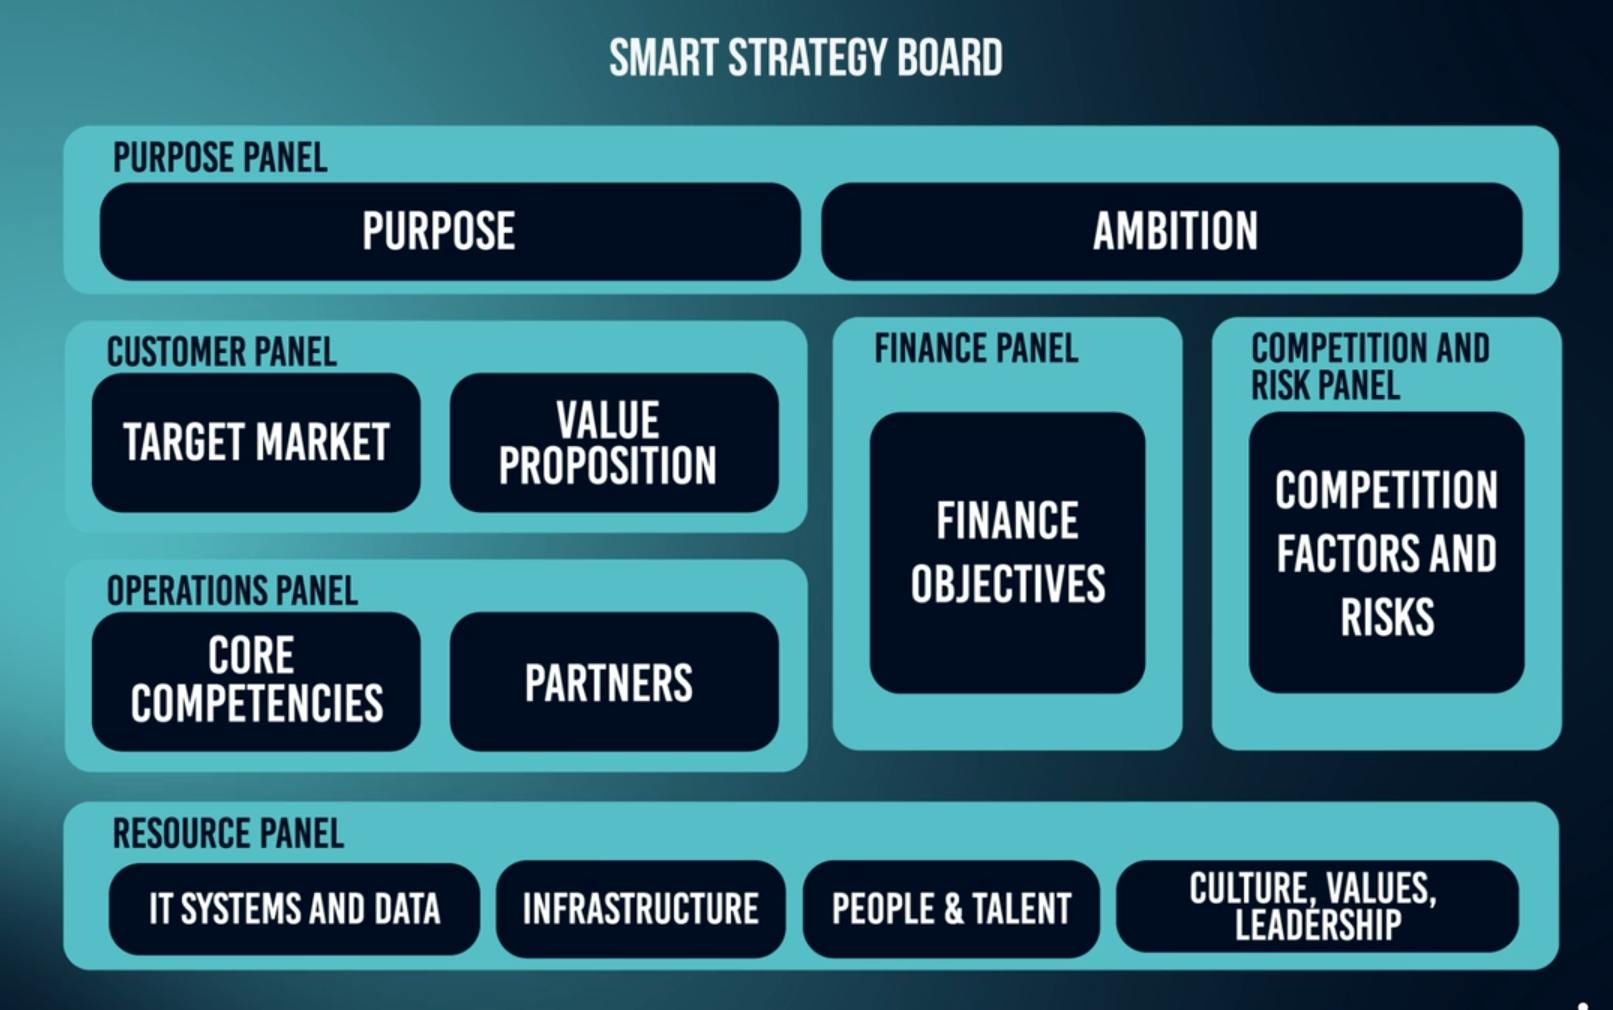 SMART STRATEGY BOARD
PURPOSE PANEL
PURPOSE
AMBITION
CUSTOMER PANEL
TARGET MARKET
VALUE
PROPOSITION
FINANCE PANEL
FINANCE
OBJECTIVES
COMPETITION AND
RISK PANEL
COMPETITION
FACTORS AND
RISKS
OPERATIONS PANEL
CORE
COMPETENCIES
PARTNERS
RESOURCE PANEL
IT SYSTEMS AND DATA
INFRASTRUCTURE
PEOPLE & TALENT
CULTURE, VALUES,
LEADERSHIP